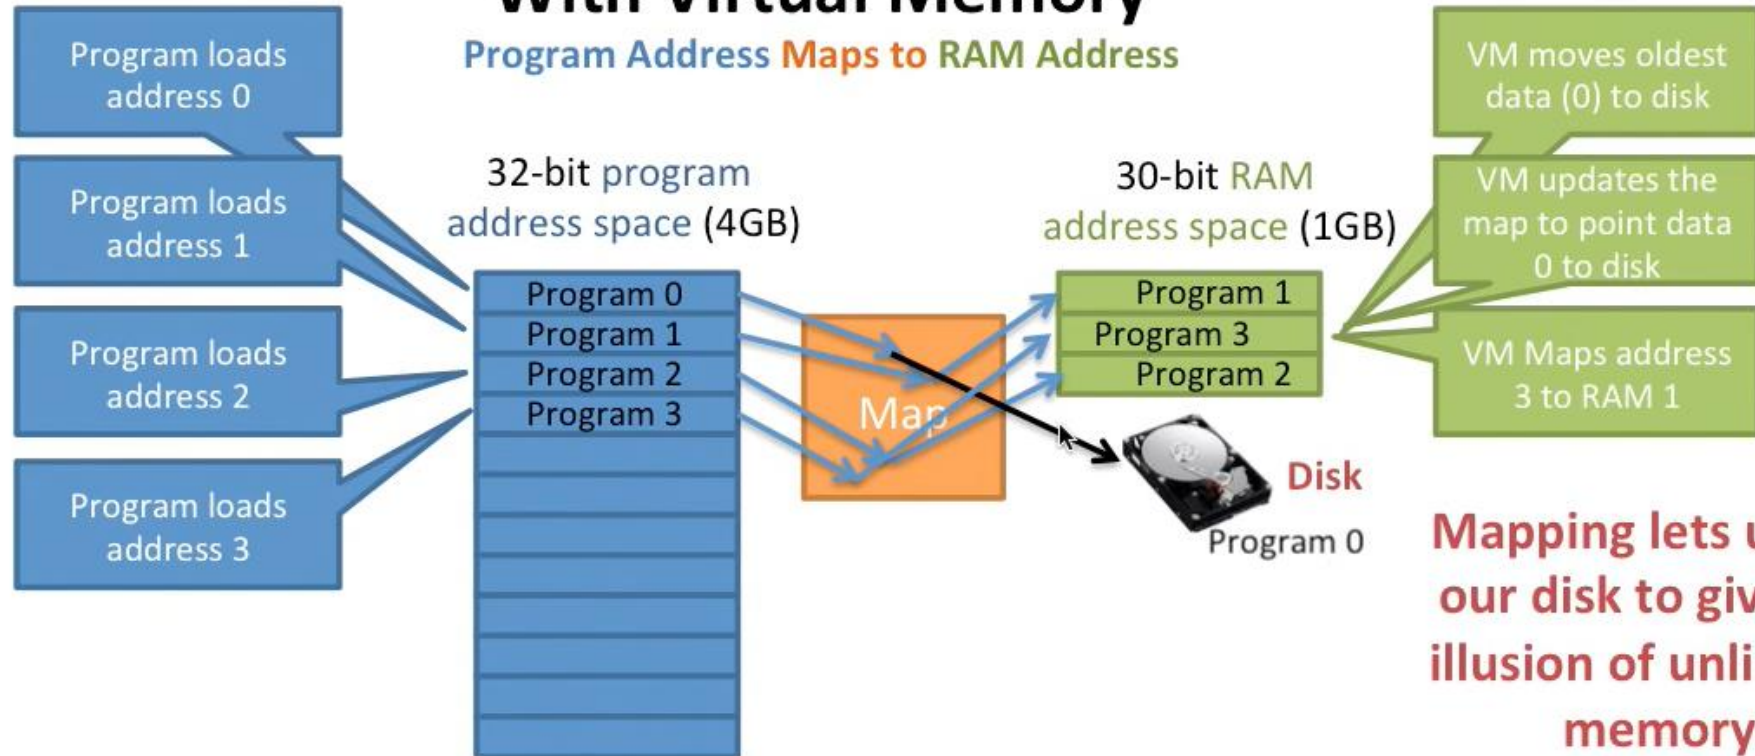 With Virtual Memory
Program Address Maps to RAM Address
Program loads
address 0
Program loads
address 1
Program loads
address 2
Program loads
address 3
32-bit program
address space (4GB)
Program 0
Program 1
Program 2
Program 3
Map
30-bit RAM
address space (1GB)
Program 1
Program 3
Program 2
Disk
Program 0
VM moves oldest
data (0) to disk
VM updates the
map to point data
0 to disk
VM Maps address
3 to RAM 1
Mapping lets
our disk to
illusion of
memory